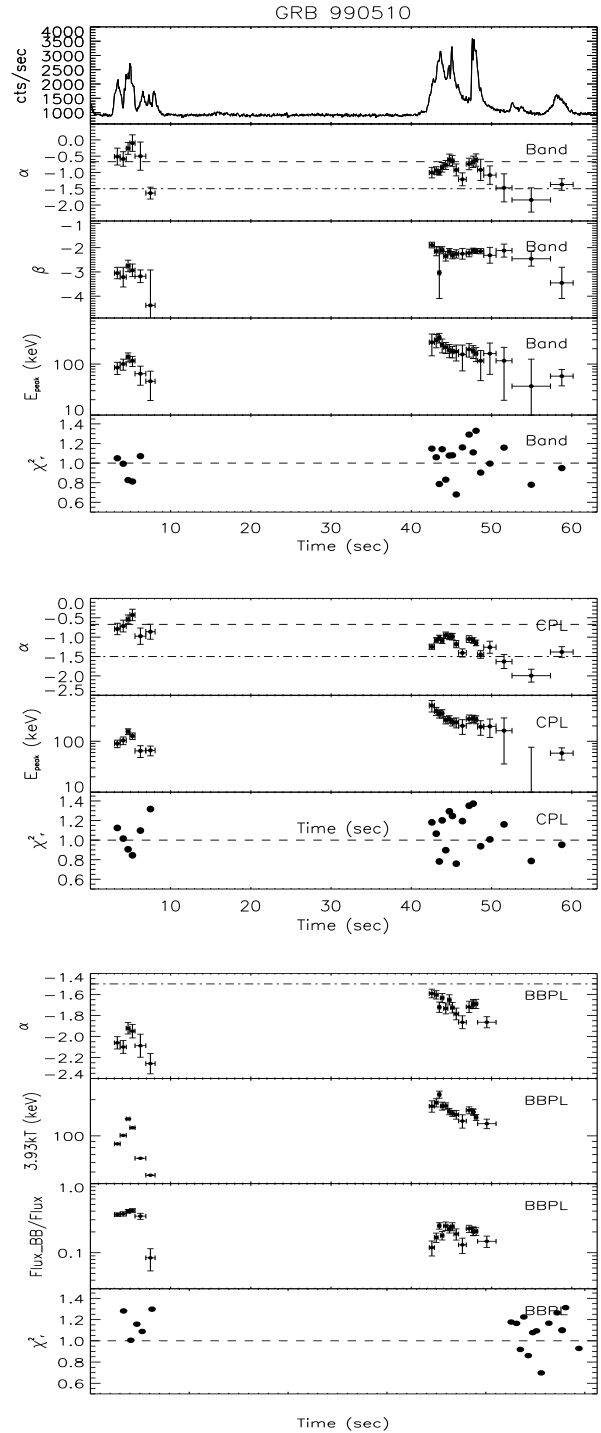 GRB 990510
cts/sec
4000
3500
3000
2500
2000
1500
1000
α
0.0
−0.5
−1.0
−1.5
−2.0
Band
β
−1
−2
−3
−4
Band
Epeak (keV)
100
10
Band
χ²r
1.4
1.2
1.0
0.8
0.6
Band
10 20 30 40 50 60
Time (sec)
α
0.0
−0.5
−1.0
−1.5
−2.0
−2.5
CPL
Epeak (keV)
100
10
CPL
χ²r
1.4
1.2
1.0
0.8
0.6
CPL
Time (sec)
10 20 30 40 50 60
Time (sec)
α
−1.4
−1.6
−1.8
−2.0
−2.2
−2.4
BBPL
3.93kT (keV)
100
BBPL
Flux_BB/Flux
1.0
0.1
BBPL
χ²r
1.4
1.2
1.0
0.8
0.6
BBPL
Time (sec)